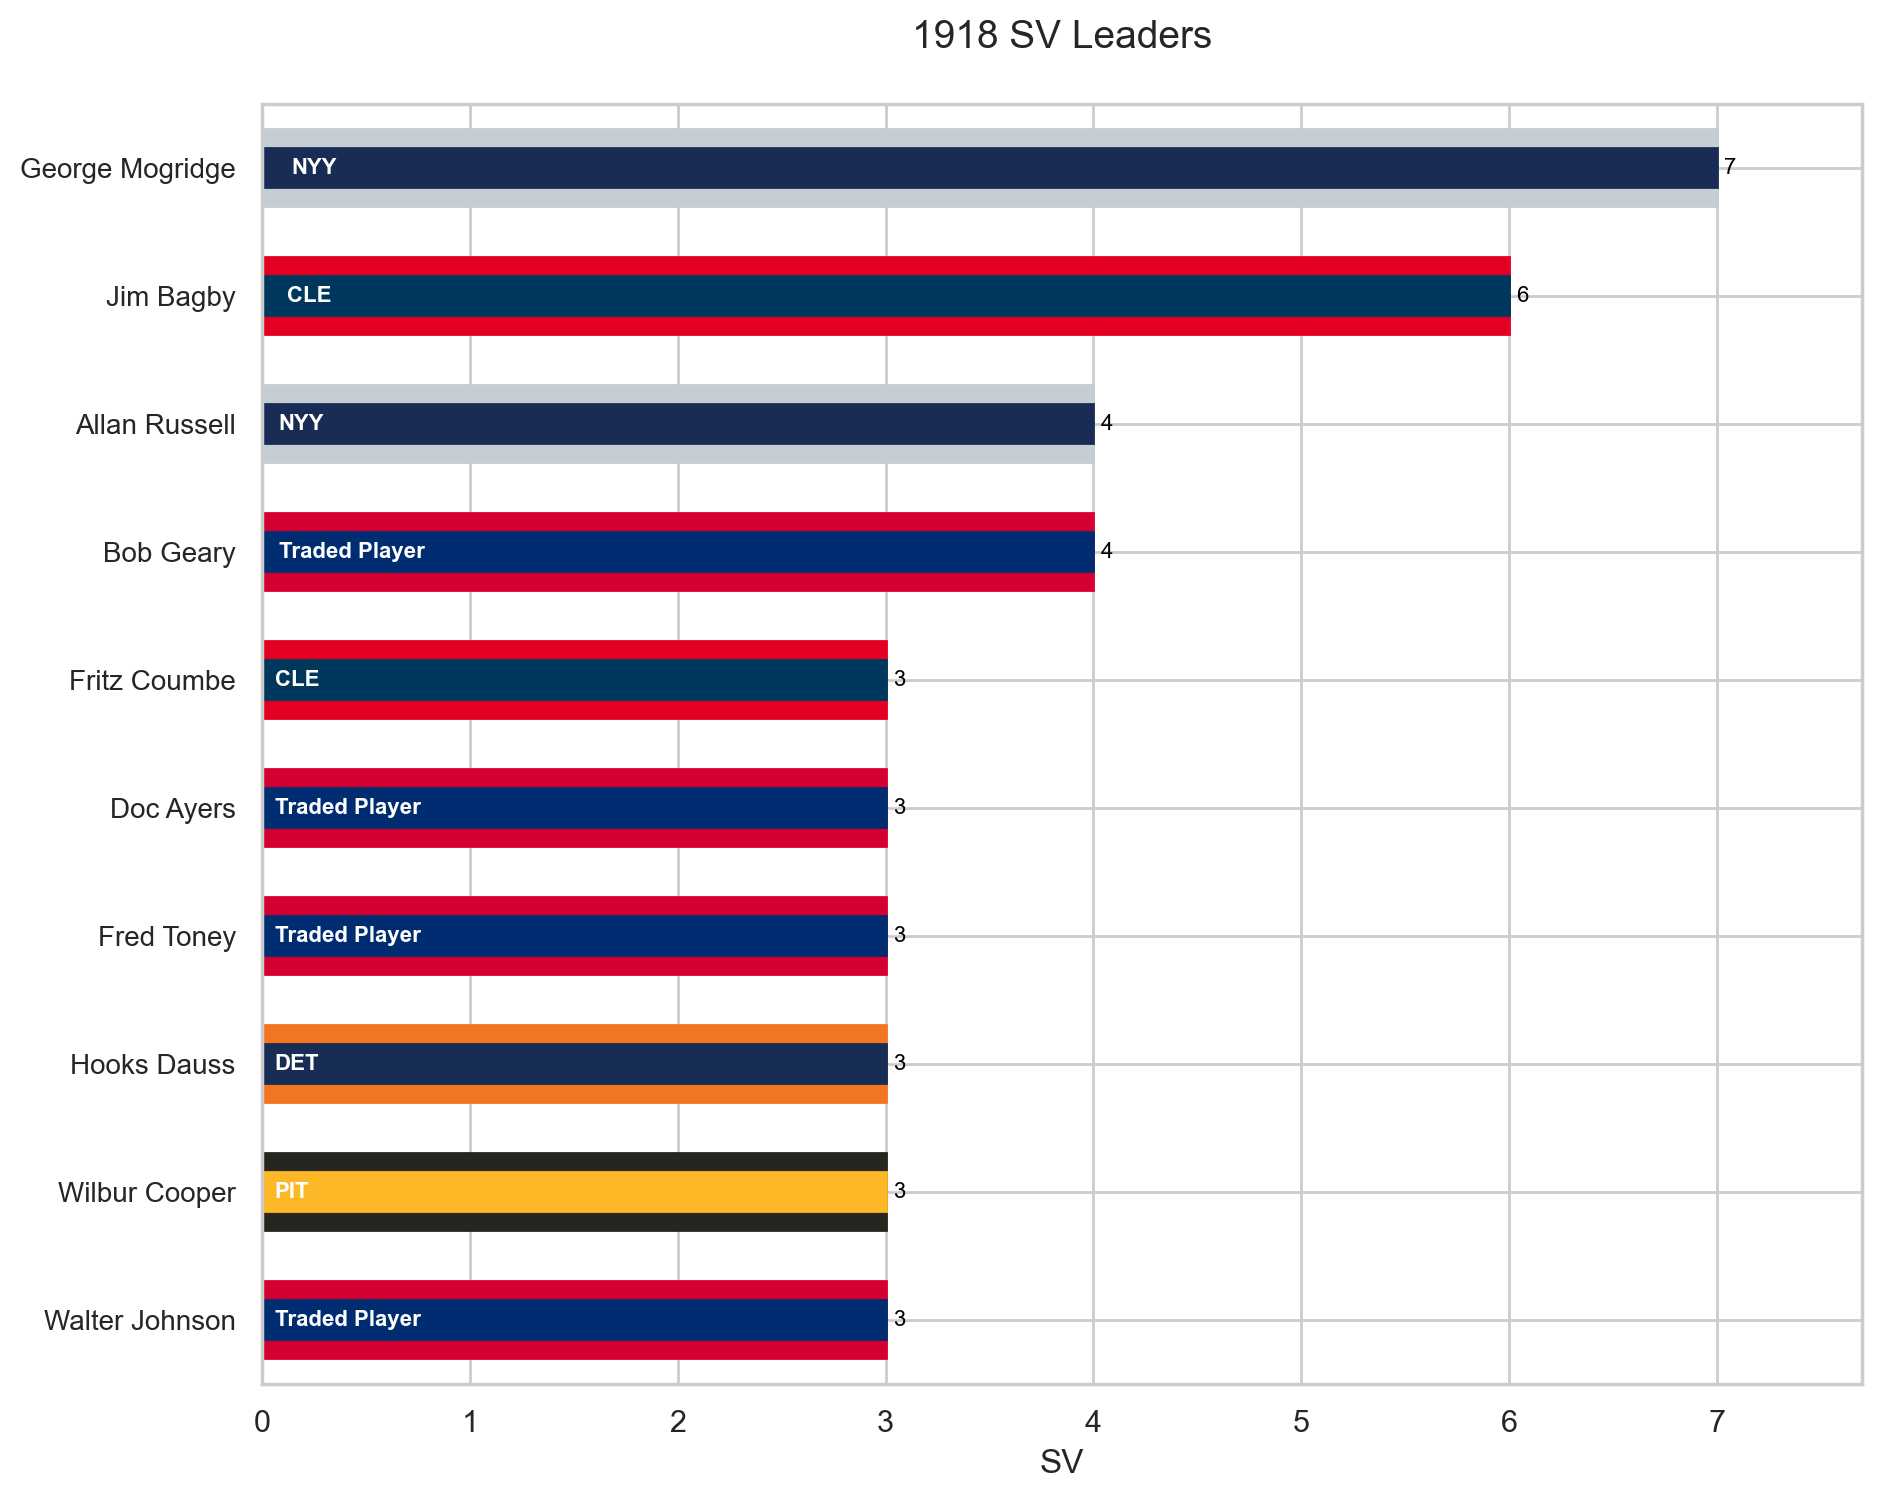 1918 SV Leaders
George Mogridge NYY 7
Jim Bagby CLE 6
Allan Russell NYY 4
Bob Geary Traded Player 4
Fritz Coumbe CLE 3
Doc Ayers Traded Player 3
Fred Toney Traded Player 3
Hooks Dauss DET 3
Wilbur Cooper PIT 3
Walter Johnson Traded Player 3
0 1 2 3 4 5 6 7
SV